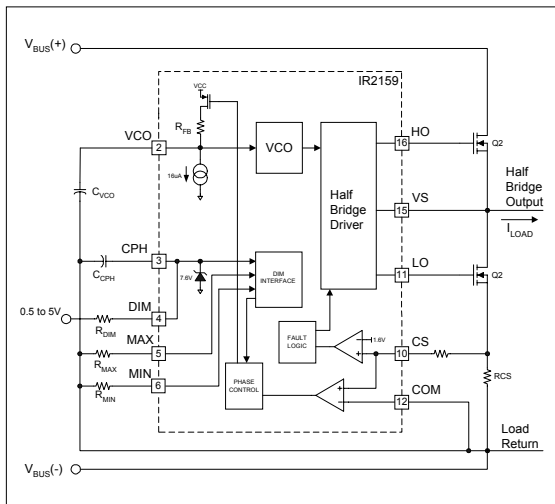 V_BUS(+)
IR2159
VCC
R_FB
VCO
2
16uA
VCO
Half
Bridge
Driver
16
HO
Q2
C_VCO
15
VS
Half
Bridge
Output
I_LOAD
CPH
3
C_CPH
7.6V
DIM
INTERFACE
11
LO
Q2
0.5 to 5V
DIM
4
R_DIM
MAX
5
R_MAX
MIN
6
R_MIN
FAULT
LOGIC
1.6V
10
CS
PHASE
CONTROL
12
COM
RCS
Load
Return
V_BUS(-)